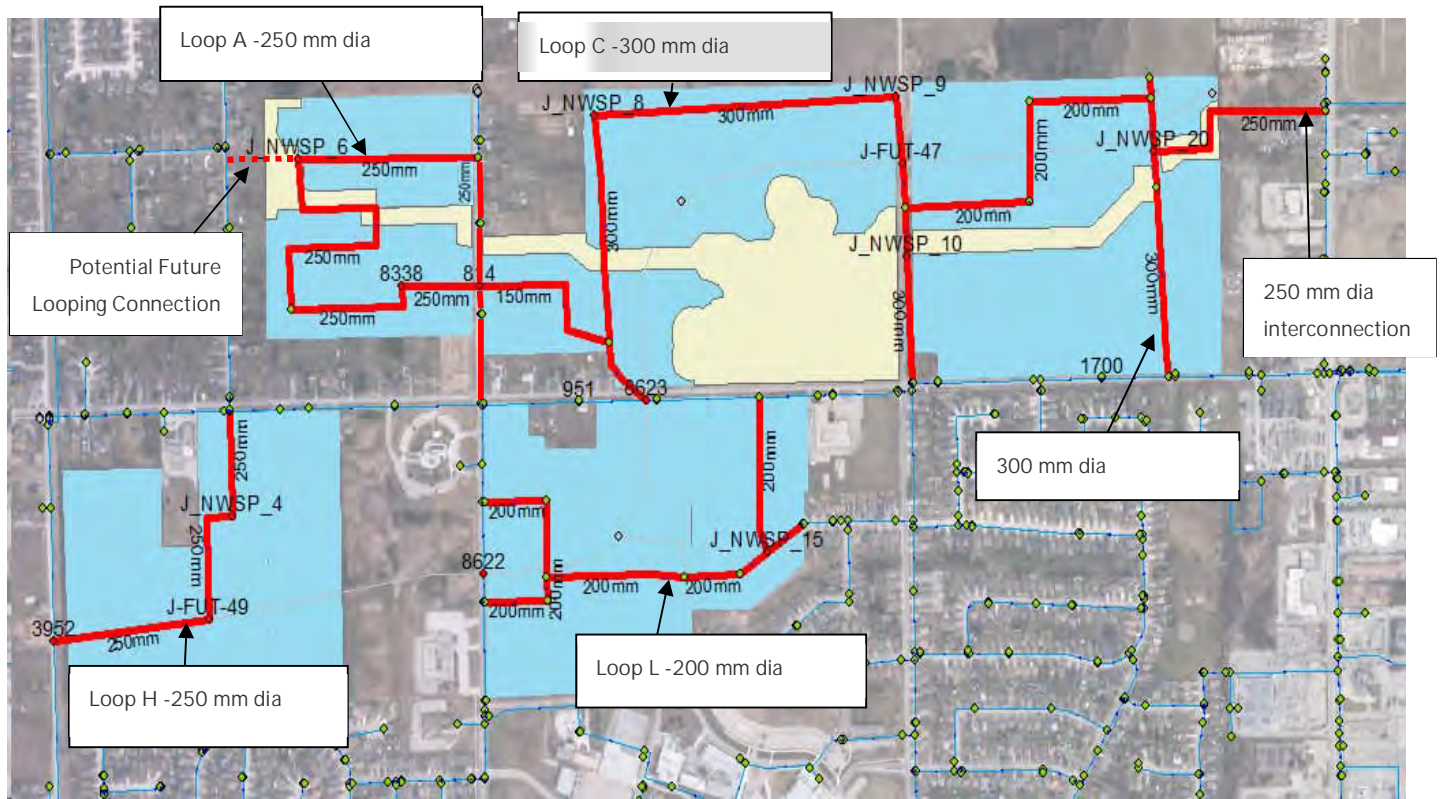 Loop A -250 mm dia
Loop C -300 mm dia
J_NWSP_8
J_NWSP_9
300mm
200mm
J_NWSP_6
250mm
250mm
J-FUT-47
200mm
J_NWSP_20
250mm
200mm
300mm
J_NWSP_10
Potential Future
Looping Connection
250mm
8338
814
250mm
150mm
250mm
300mm
300mm
250 mm dia
interconnection
951
8623
1700
250mm
200mm
300 mm dia
J_NWSP_4
200mm
J_NWSP_15
250mm
8622
200mm
200mm
200mm
200mm
J-FUT-49
3952
250mm
Loop H -250 mm dia
Loop L -200 mm dia